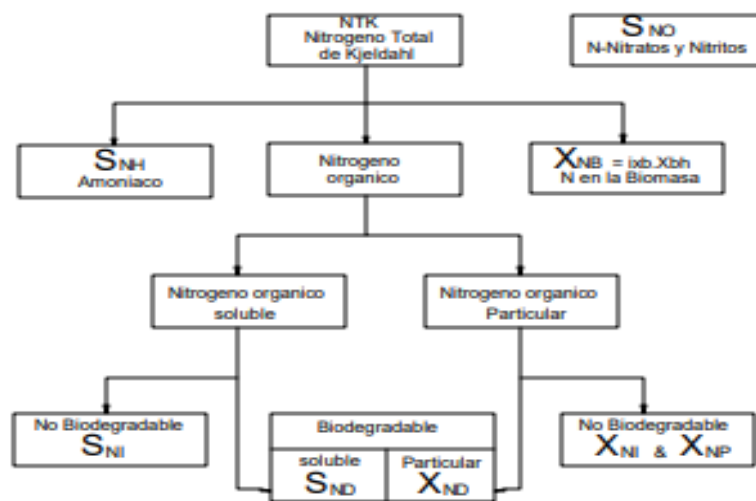 NTK
Nitrogeno Total
de Kjeldahl
S NO
N-Nitratos y Nitritos
S NH
Amoniaco
Nitrogeno
organico
X NB = ixb.Xbh
N en la Biomasa
Nitrogeno organico
soluble
Nitrogeno organico
Particular
No Biodegradable
S NI
Biodegradable
soluble
S ND
Particular
X ND
No Biodegradable
X NI & X NP